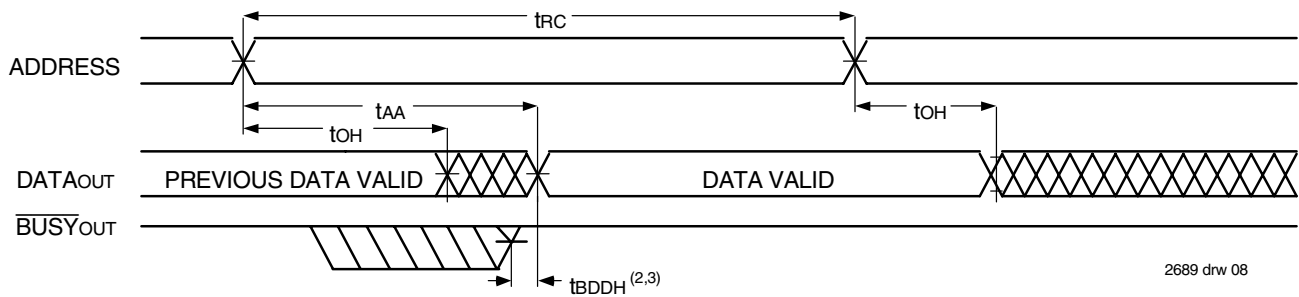 tRC
ADDRESS
tAA
tOH
tOH
DATAOUT
PREVIOUS DATA VALID
DATA VALID
BUSYOUT
tBDDH (2,3)
2689 drw 08